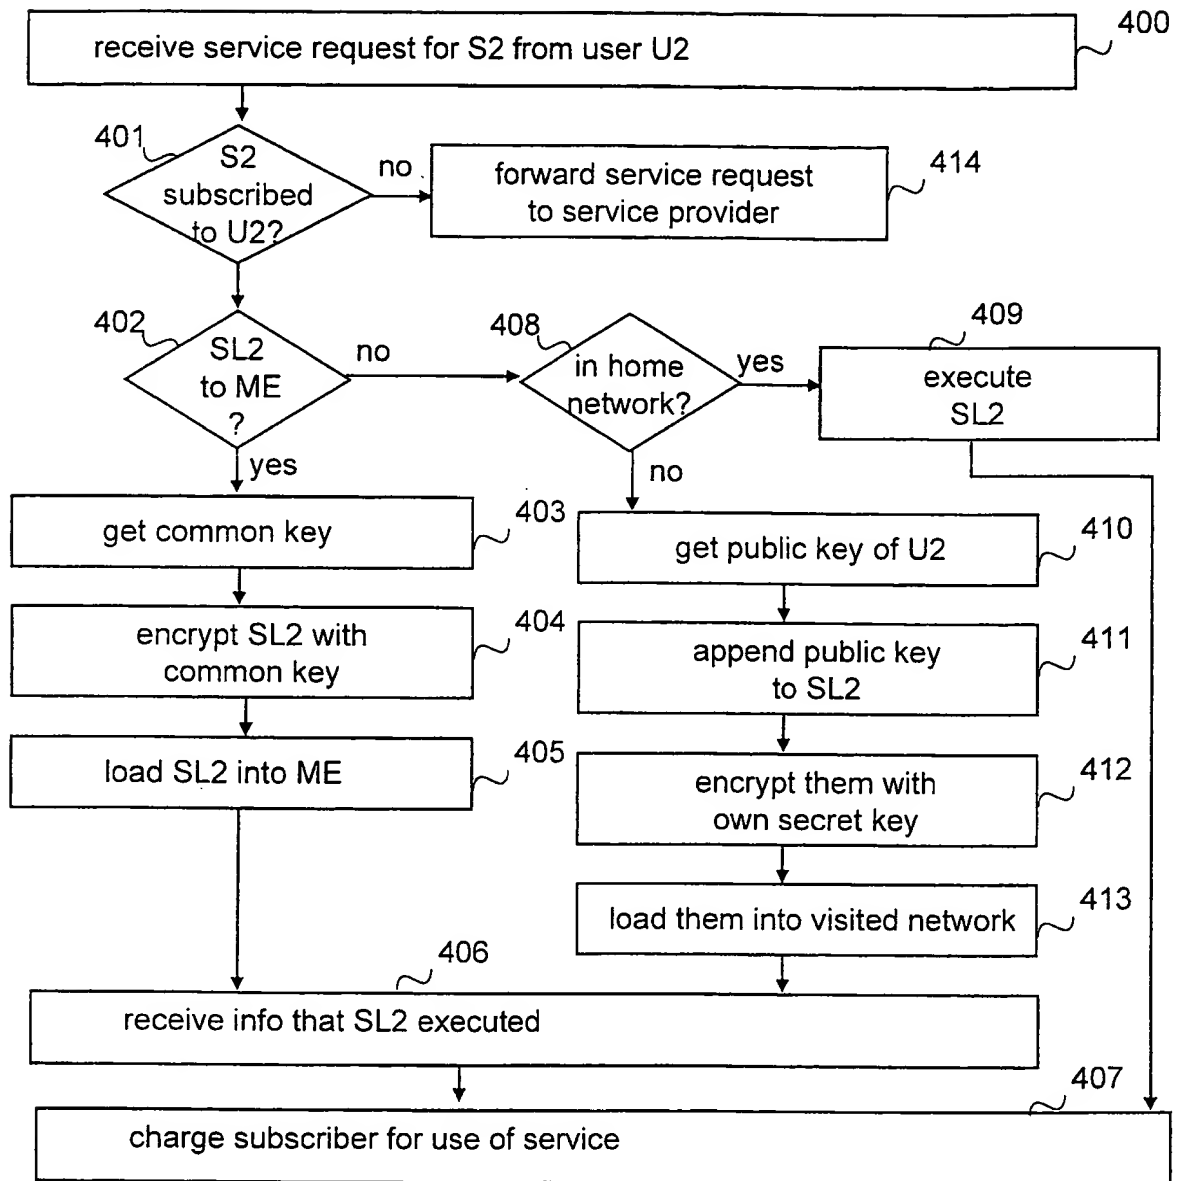 receive service request for S2 from user U2
400
401
S2
subscribed
to U2?
no
forward service request
to service provider
414
402
SL2
to ME
?
no
yes
408
in home
network?
yes
no
409
execute
SL2
get common key
403
get public key of U2
410
encrypt SL2 with
common key
404
append public key
to SL2
411
load SL2 into ME
405
encrypt them with
own secret key
412
load them into visited network
413
406
receive info that SL2 executed
407
charge subscriber for use of service